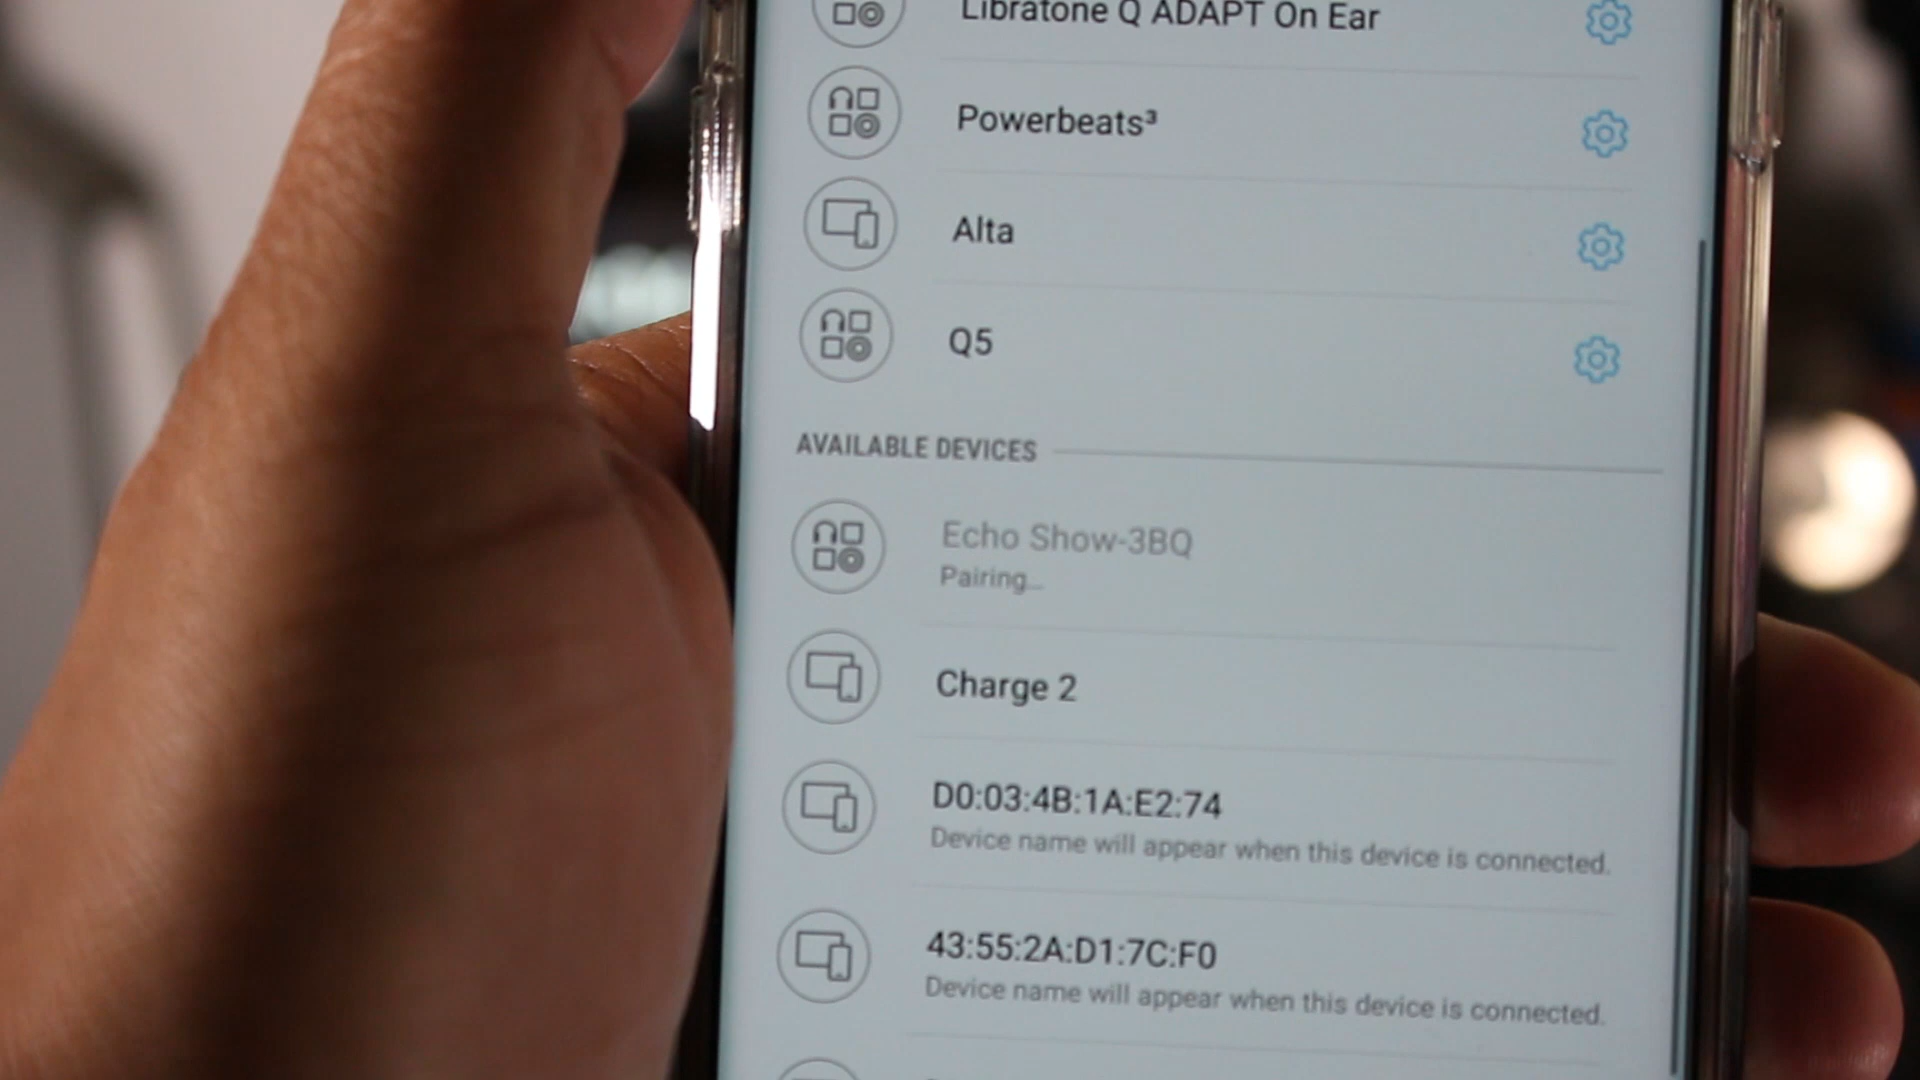 Libratone Q ADAPT On Ear
Powerbeats³
Alta
Q5
AVAILABLE DEVICES
Echo Show-3BQ
Pairing...
Charge 2
D0:03:4B:1A:E2:74
Device name will appear when this device is connected.
43:55:2A:D1:7C:F0
Device name will appear when this device is connected.